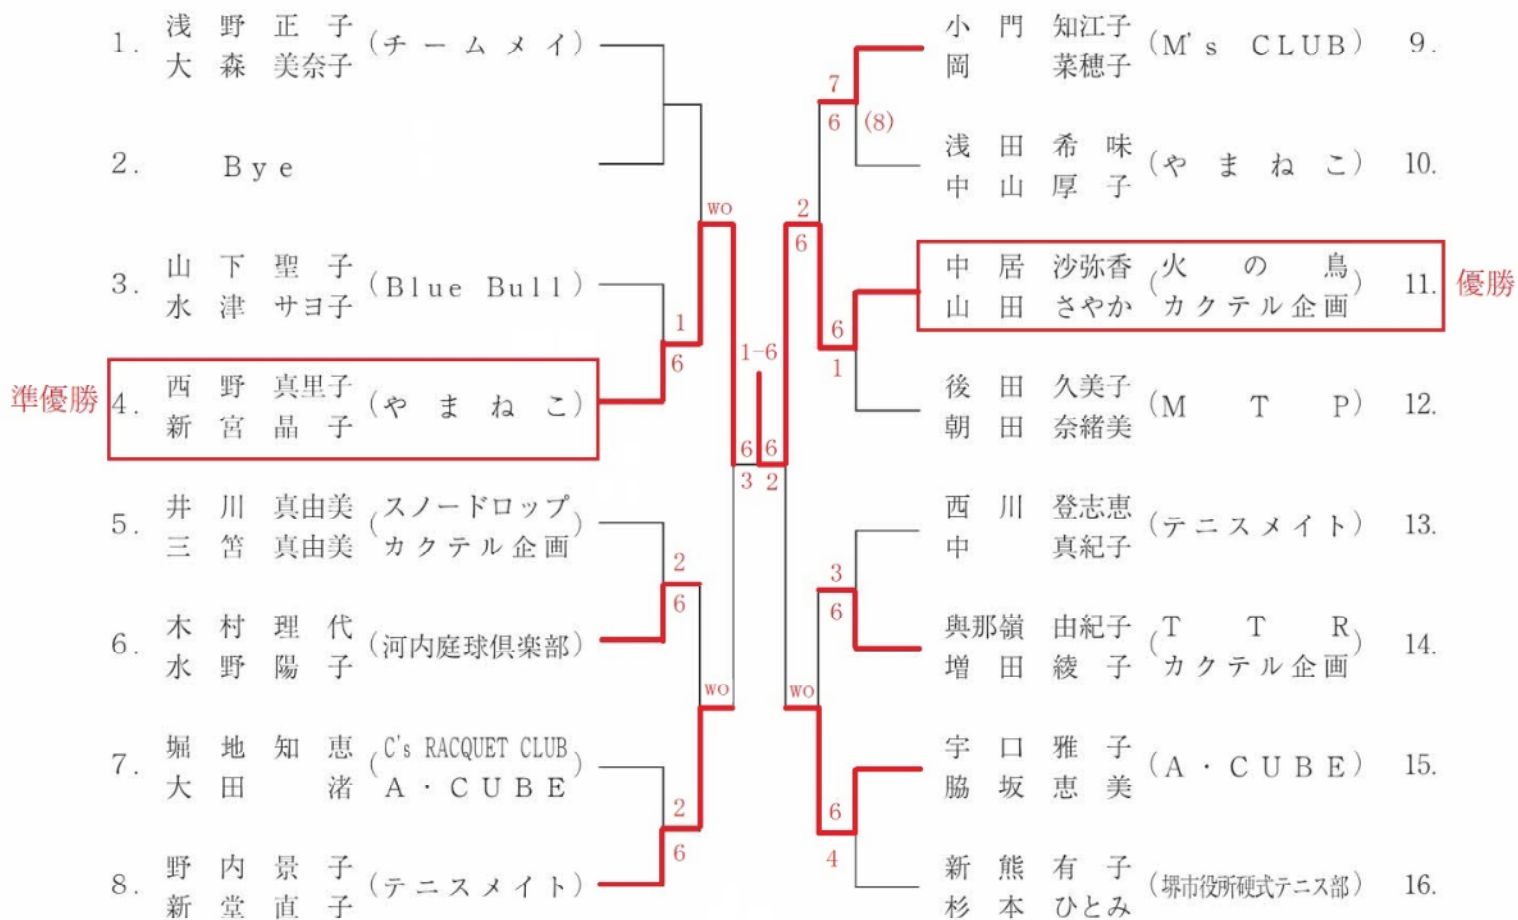 1. 浅野 正子 (チームメイ)
大森 美奈子
2. Bye
3. 山下 聖子 (Blue Bull)
水津 サヨ子
準優勝 4. 西野 真里子 (やまねこ)
新宮 晶子
5. 井川 真由美 (スノードロップ
三笘 真由美 カクテル企画)
6. 木村 理代 (河内庭球倶楽部)
水野 陽子
7. 堀地 知恵 (C's RACQUET CLUB
大田 渚 A・CUBE)
8. 野内 景子 (テニスメイト)
新堂 直子
WO
1
6
2
6
WO
2
6
1-6
6 6
3 2
7
6 (8)
2
6
6
1
3
6
WO
6
4
小門 知江子 (M's CLUB) 9.
岡 菜穂子
浅田 希味 (やまねこ) 10.
中山 厚子
中居 沙弥香 (火の鳥 11. 優勝
山田 さやか カクテル企画)
後田 久美子 (MTP) 12.
朝田 奈緒美
西川 登志恵 (テニスメイト) 13.
中 真紀子
與那嶺 由紀子 (TTR 14.
増田 綾子 カクテル企画)
宇口 雅子 (A・CUBE) 15.
脇坂 恵美
新熊 有子 (堺市役所硬式テニス部) 16.
杉本 ひとみ